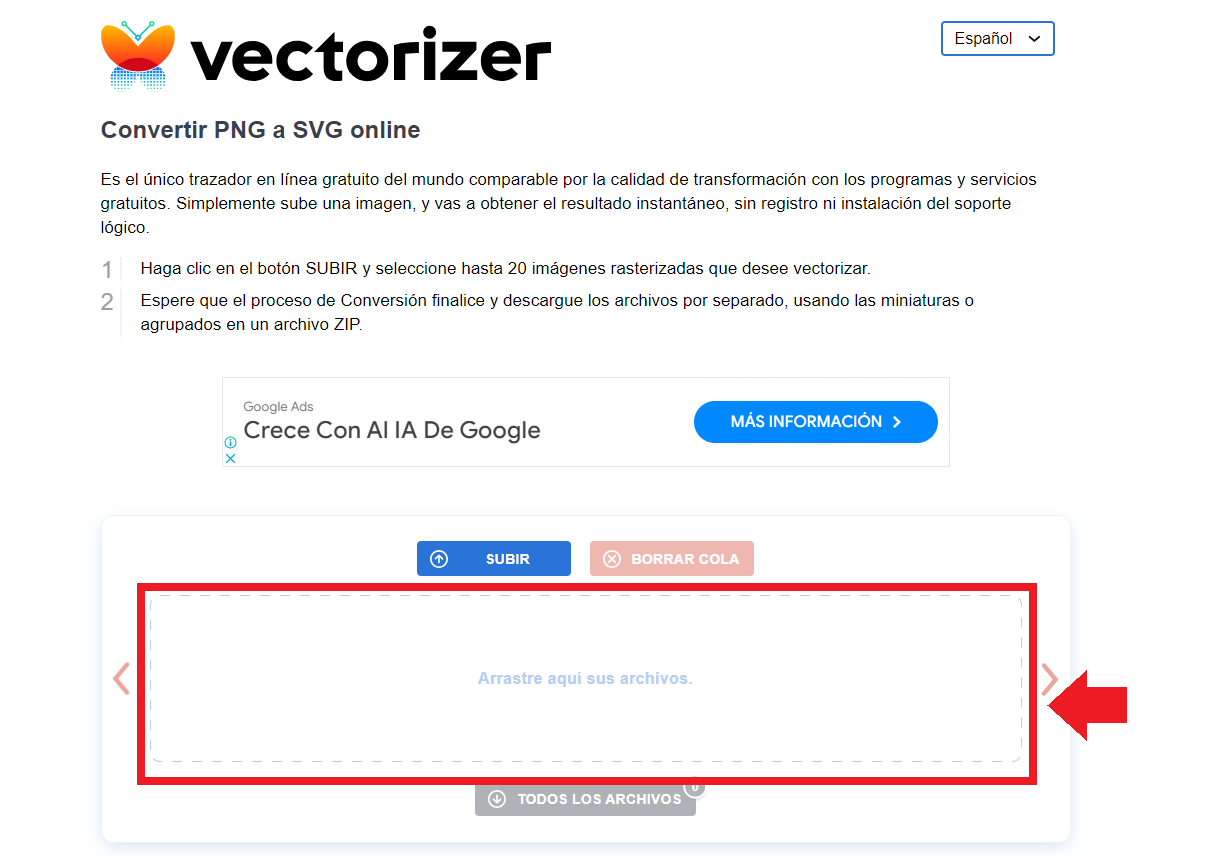 vectorizer
Español
Convertir PNG a SVG online
Es el único trazador en línea gratuito del mundo comparable por la calidad de transformación con los programas y servicios
gratuitos. Simplemente sube una imagen, y vas a obtener el resultado instantáneo, sin registro ni instalación del soporte
lógico.
1 Haga clic en el botón SUBIR y seleccione hasta 20 imágenes rasterizadas que desee vectorizar.
2 Espere que el proceso de Conversión finalice y descargue los archivos por separado, usando las miniaturas o
agrupados en un archivo ZIP.
Google Ads
Crece Con Al IA De Google
MÁS INFORMACIÓN
SUBIR
BORRAR COLA
Arrastre aquí sus archivos.
0
TODOS LOS ARCHIVOS